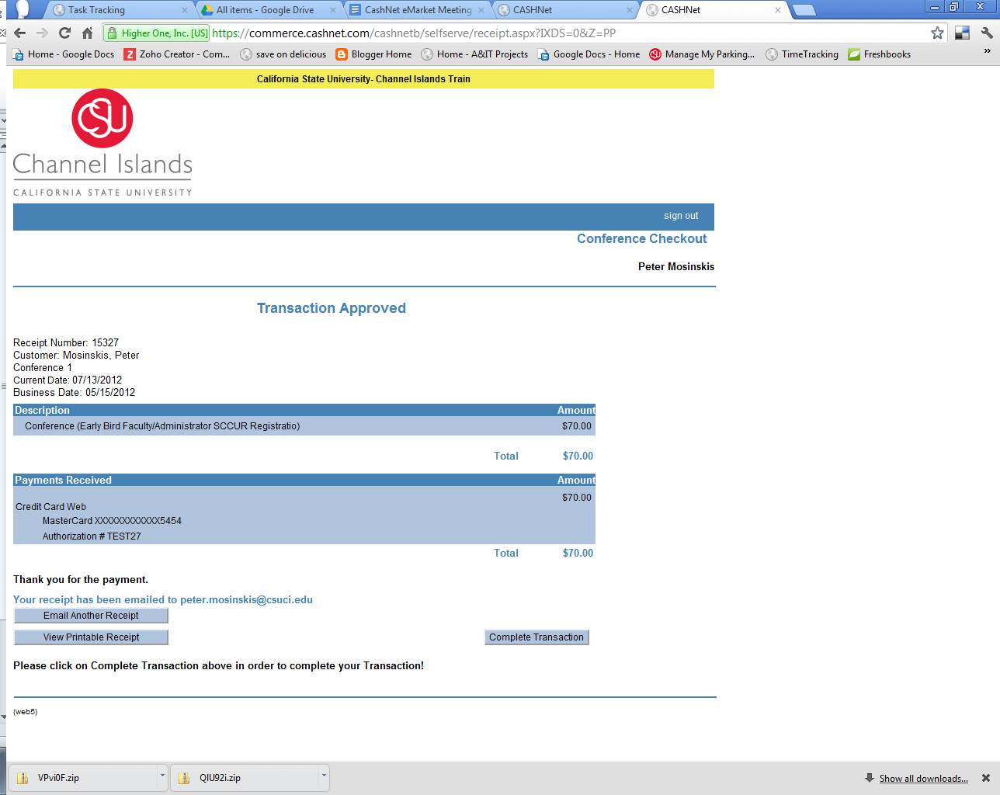 Task Tracking
All items - Google Drive
CashNet eMarket Meeting
CASHNet
CASHNet
Higher One, Inc. [US] https://commerce.cashnet.com/cashnetb/selfserve/receipt.aspx?IXDS=0&Z=PP
Home - Google Docs
Zoho Creator - Com...
save on delicious
Blogger Home
Home - A&IT Projects
Google Docs - Home
Manage My Parking...
TimeTracking
Freshbooks
California State University- Channel Islands Train
CSU
Channel Islands
CALIFORNIA STATE UNIVERSITY
sign out
Conference Checkout
Peter Mosinskis
Transaction Approved
Receipt Number: 15327
Customer: Mosinskis, Peter
Conference 1
Current Date: 07/13/2012
Business Date: 05/15/2012
Description Amount
Conference (Early Bird Faculty/Administrator SCCUR Registratio) $70.00
Total $70.00
Payments Received Amount
$70.00
Credit Card Web
MasterCard XXXXXXXXXXXX5454
Authorization # TEST27
Total $70.00
Thank you for the payment.
Your receipt has been emailed to peter.mosinskis@csuci.edu
Email Another Receipt
View Printable Receipt Complete Transaction
Please click on Complete Transaction above in order to complete your Transaction!
(web5)
VPvi0F.zip
QIU92i.zip
Show all downloads...